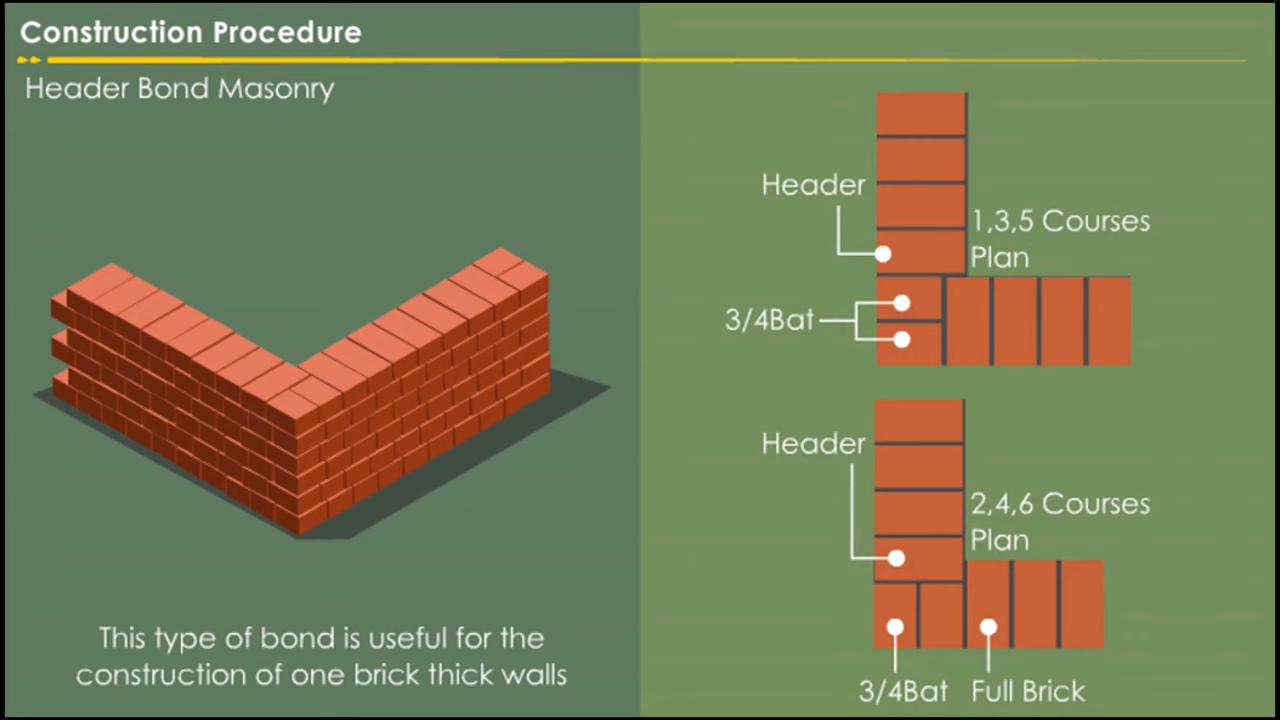 Construction Procedure
Header Bond Masonry
Header
1,3,5 Courses
Plan
3/4Bat
Header
2,4,6 Courses
Plan
3/4Bat
Full Brick
This type of bond is useful for the
construction of one brick thick walls